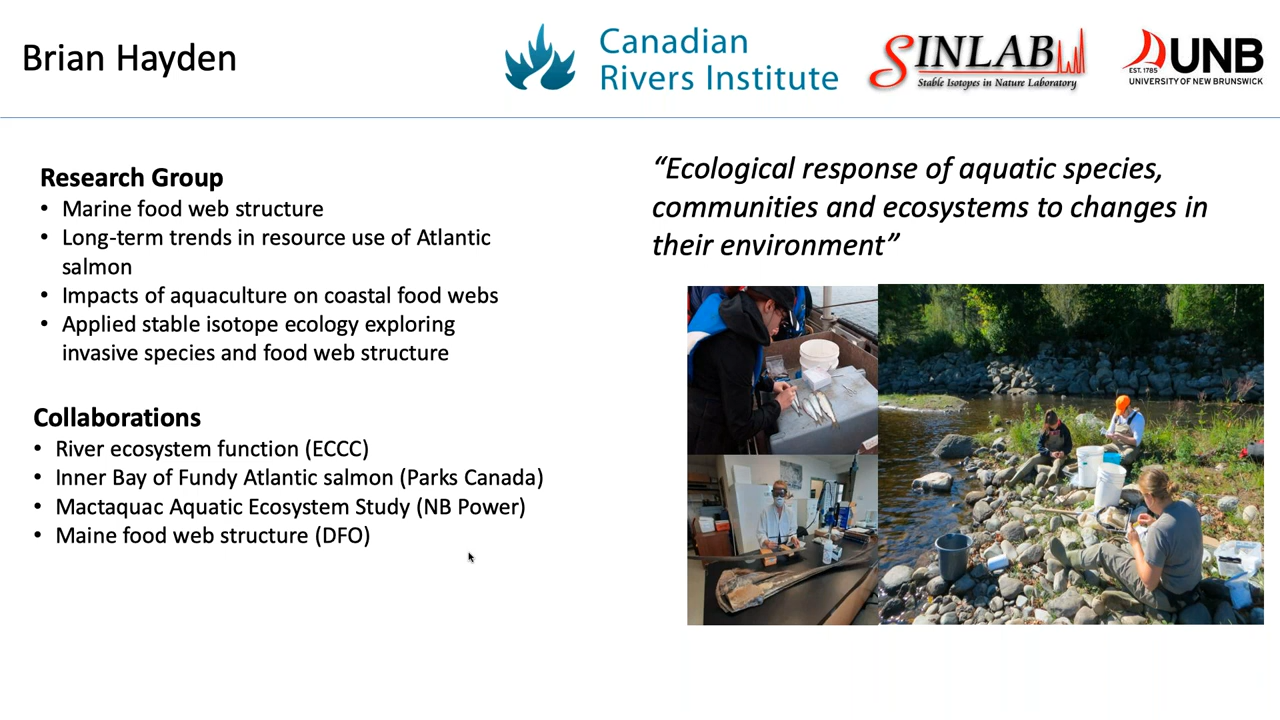 Brian Hayden
Canadian
Rivers Institute
SINLAB
Stable Isotopes in Nature Laboratory
EST. 1785
UNB
UNIVERSITY OF NEW BRUNSWICK
Research Group
• Marine food web structure
• Long-term trends in resource use of Atlantic
salmon
• Impacts of aquaculture on coastal food webs
• Applied stable isotope ecology exploring
invasive species and food web structure
Collaborations
• River ecosystem function (ECCC)
• Inner Bay of Fundy Atlantic salmon (Parks Canada)
• Mactaquac Aquatic Ecosystem Study (NB Power)
• Maine food web structure (DFO)
“Ecological response of aquatic species,
communities and ecosystems to changes in
their environment”